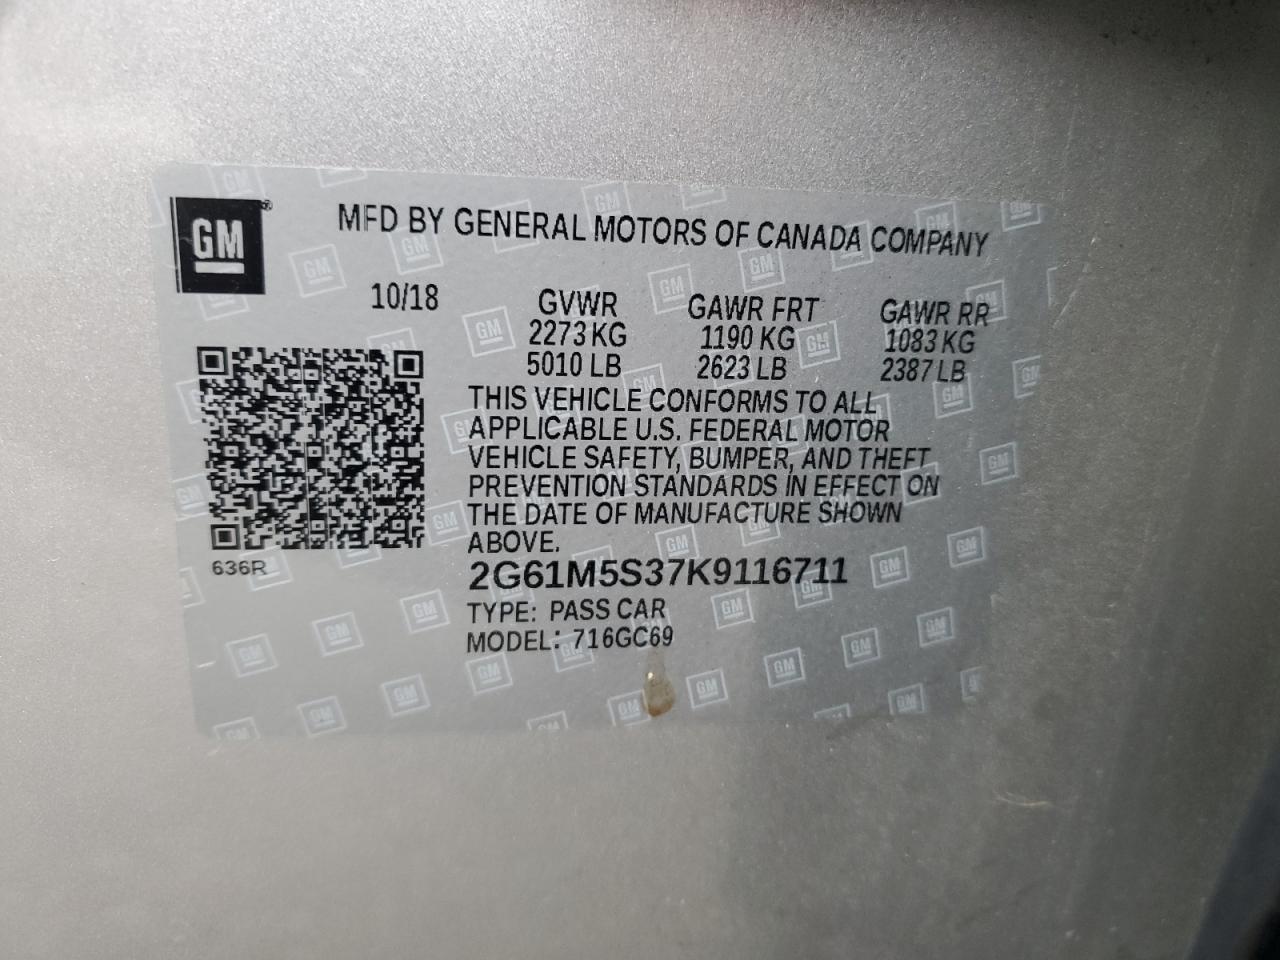 GM
MFD BY GENERAL MOTORS OF CANADA COMPANY
10/18
GVWR GAWR FRT GAWR RR
2273 KG 1190 KG 1083 KG
5010 LB 2623 LB 2387 LB
THIS VEHICLE CONFORMS TO ALL
APPLICABLE U.S. FEDERAL MOTOR
VEHICLE SAFETY, BUMPER, AND THEFT
PREVENTION STANDARDS IN EFFECT ON
THE DATE OF MANUFACTURE SHOWN
ABOVE.
636R
2G61M5S37K9116711
TYPE: PASS CAR
MODEL: 716GC69